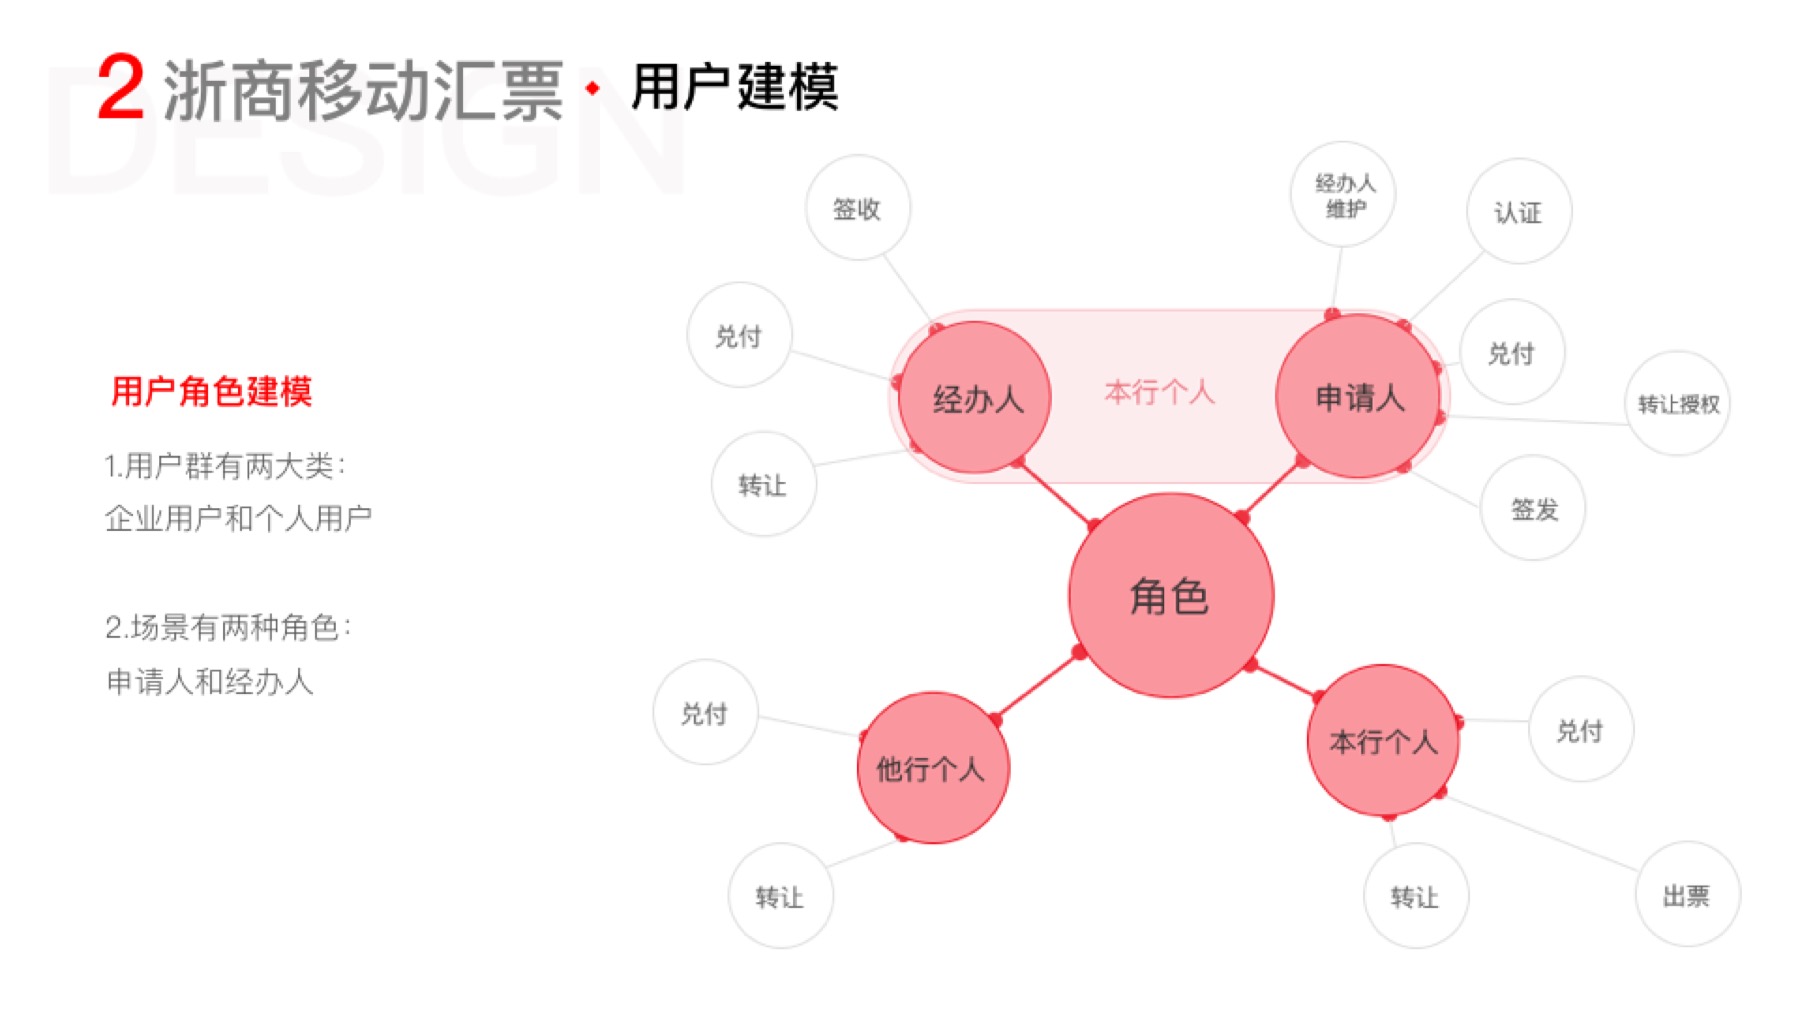 DESIGN
2 浙商移动汇票 · 用户建模
用户角色建模
1.用户群有两大类：
企业用户和个人用户
2.场景有两种角色：
申请人和经办人
签收
兑付
转让
经办人
本行个人
申请人
经办人
维护
认证
兑付
转让授权
签发
角色
他行个人
兑付
转让
本行个人
兑付
转让
出票